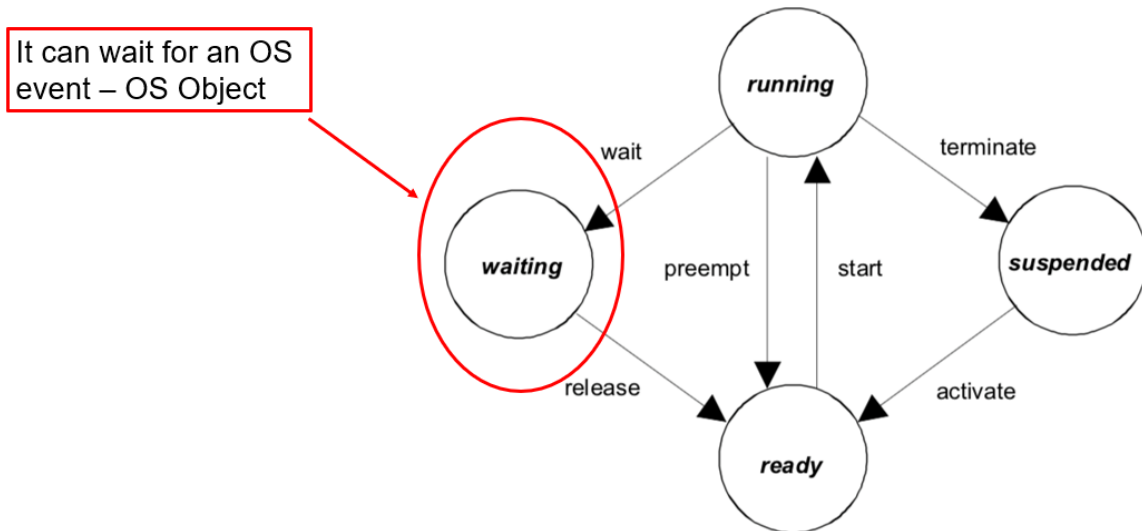 It can wait for an OS
event – OS Object
running
wait
terminate
waiting
preempt
start
suspended
release
activate
ready